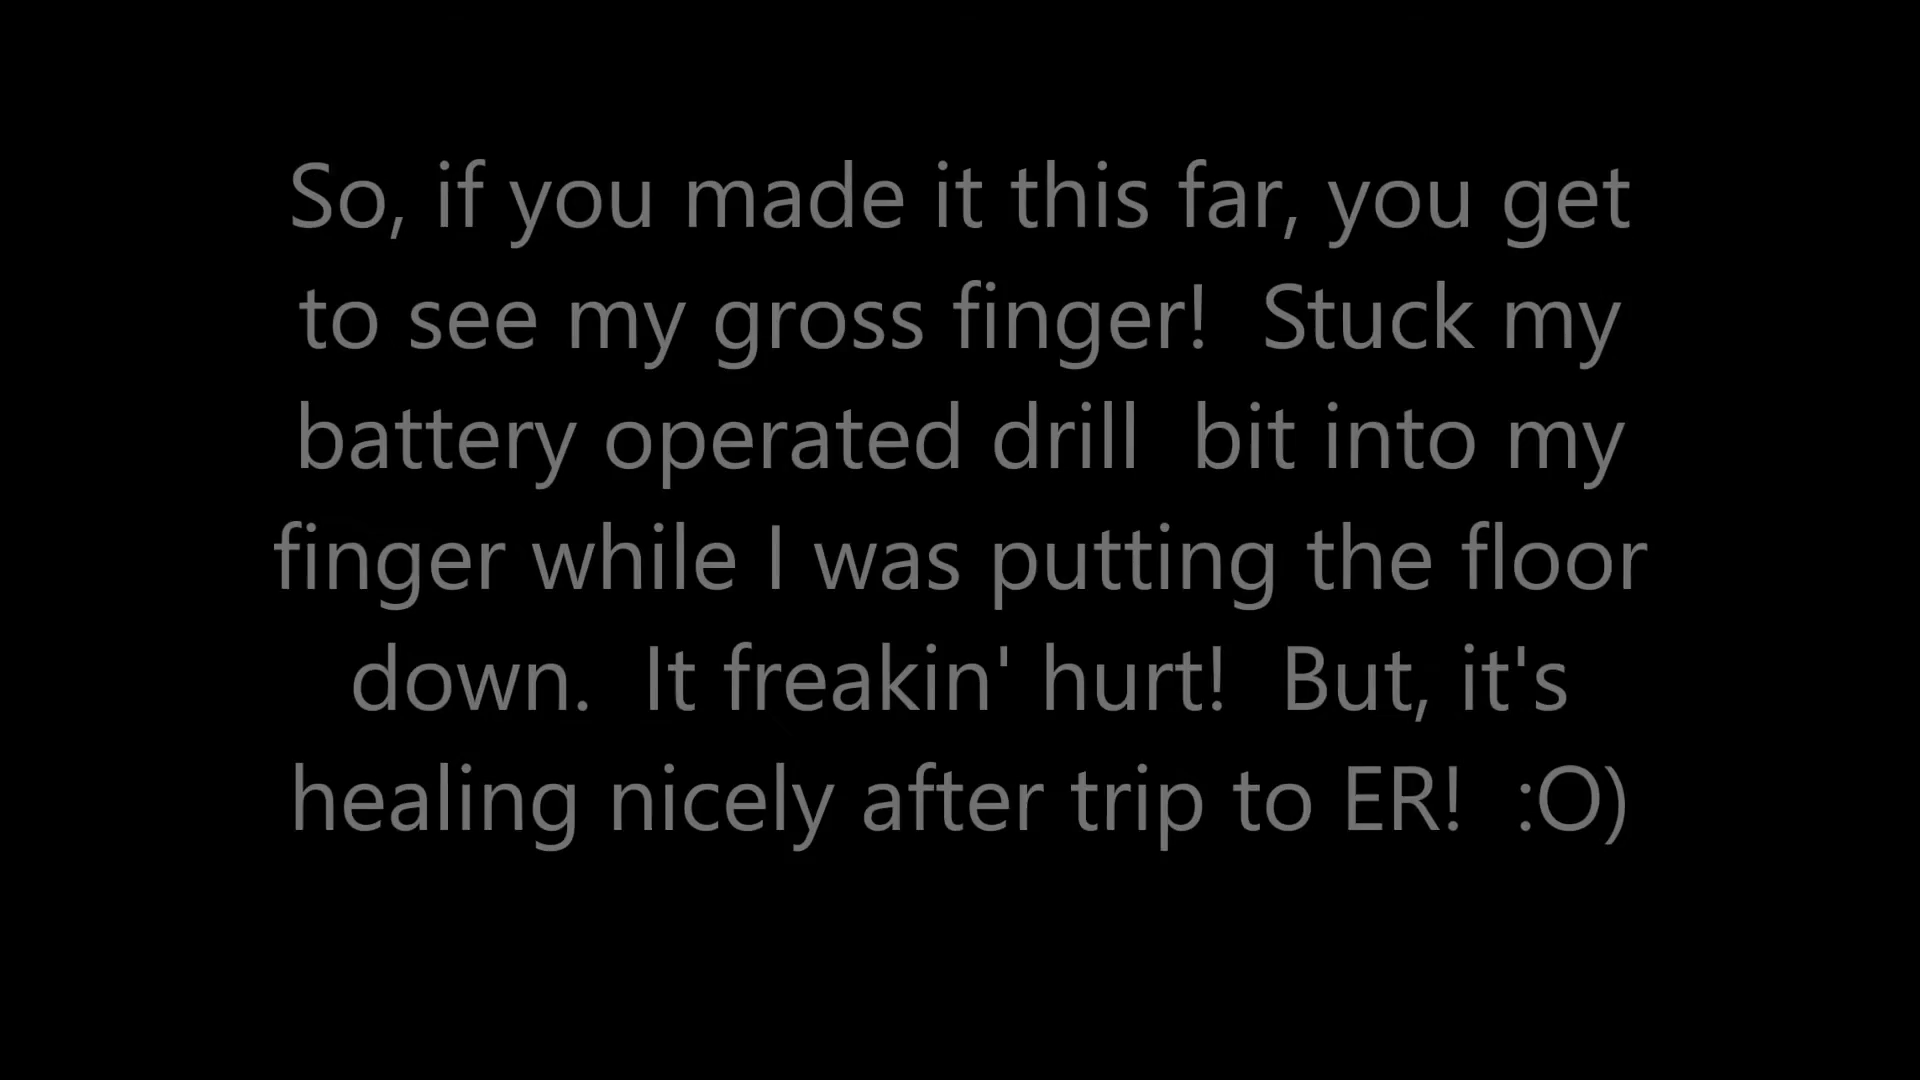 So, if you made it this far, you get
to see my gross finger!  Stuck my
battery operated drill  bit into my
finger while I was putting the floor
down.  It freakin' hurt!  But, it's
healing nicely after trip to ER!  :O)